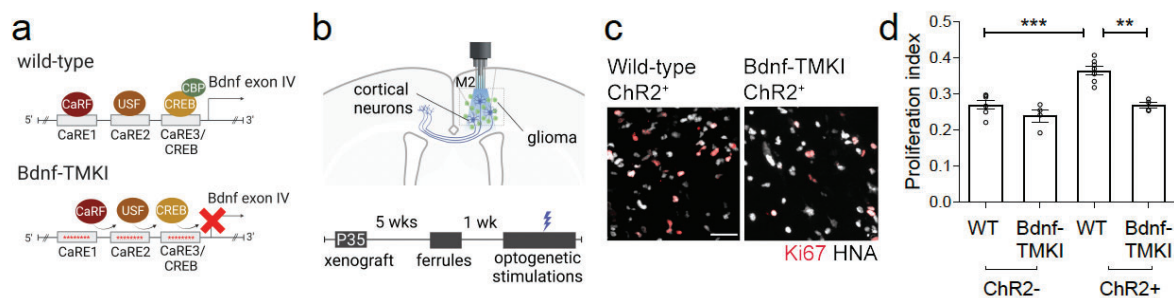 a
wild-type
CBP
Bdnf exon IV
CaRF
USF
CREB
5'
3'
CaRE1
CaRE2
CaRE3/
CREB
Bdnf-TMKI
Bdnf exon IV
CaRF
USF
CREB
5'
********
********
********
3'
CaRE1
CaRE2
CaRE3/
CREB
b
M2
cortical
neurons
glioma
5 wks
1 wk
P35
xenograft
ferrules
optogenetic
stimulations
c
Wild-type
ChR2+
Bdnf-TMKI
ChR2+
Ki67 HNA
d
Proliferation index
0.5
0.4
0.3
0.2
0.1
0.0
***
**
WT
Bdnf-
TMKI
WT
Bdnf-
TMKI
ChR2-
ChR2+